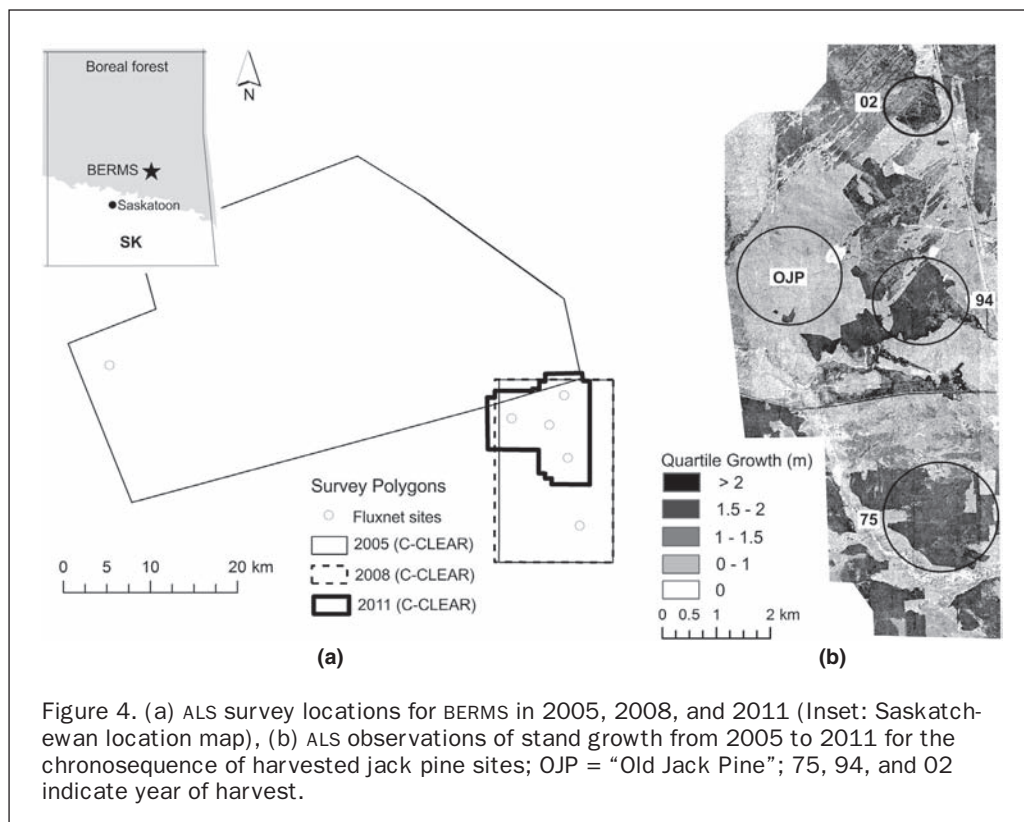 Boreal forest
N
BERMS
Saskatoon
SK
Survey Polygons
Fluxnet sites
2005 (C-CLEAR)
2008 (C-CLEAR)
2011 (C-CLEAR)
0 5 10 20 km
(a)
02
OJP
94
75
Quartile Growth (m)
> 2
1.5 - 2
1 - 1.5
0 - 1
0
0 0.5 1 2 km
(b)
Figure 4. (a) ALS survey locations for BERMS in 2005, 2008, and 2011 (Inset: Saskatch-
ewan location map), (b) ALS observations of stand growth from 2005 to 2011 for the
chronosequence of harvested jack pine sites; OJP = “Old Jack Pine”; 75, 94, and 02
indicate year of harvest.